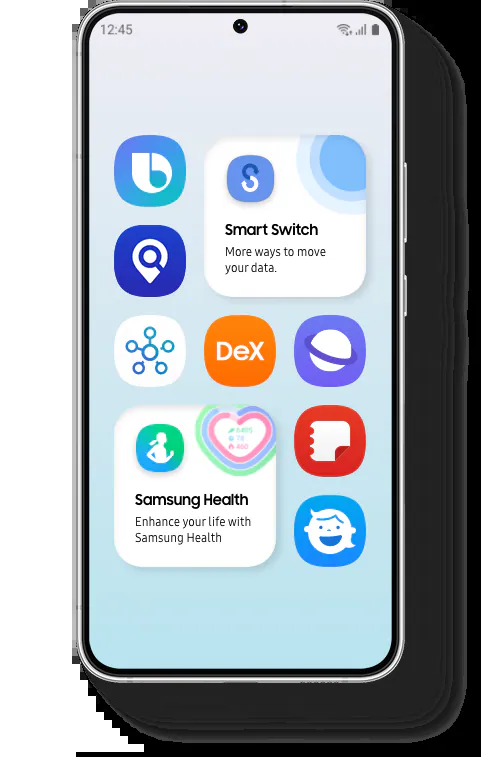 12:45
Smart Switch
More ways to move
your data.
DeX
Samsung Health
Enhance your life with
Samsung Health